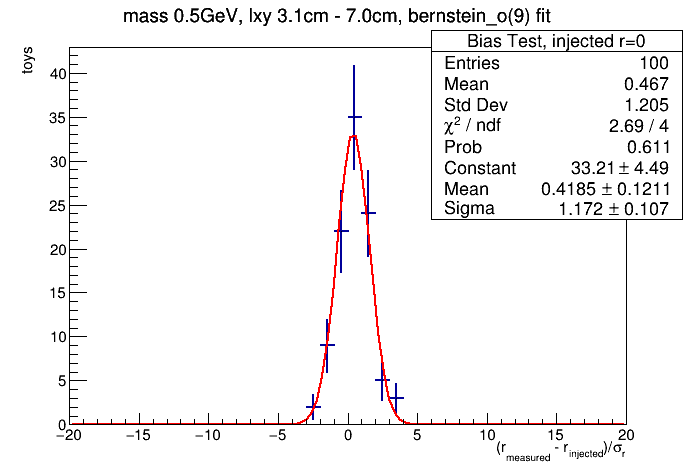 mass 0.5GeV, lxy 3.1cm - 7.0cm, bernstein_o(9) fit
toys
Bias Test, injected r=0
Entries 100
Mean 0.467
Std Dev 1.205
χ² / ndf 2.69 / 4
Prob 0.611
Constant 33.21 ± 4.49
Mean 0.4185 ± 0.1211
Sigma 1.172 ± 0.107
40
35
30
25
20
15
10
5
0
−20 −15 −10 −5 0 5 10 15 20
(r_measured - r_injected)/σ_r